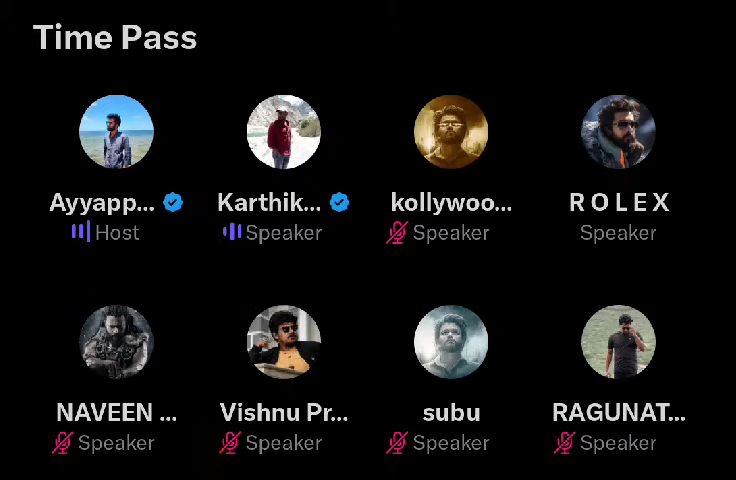 Time Pass
Ayyapp... Karthik... kollywoo... R O L E X
Host Speaker Speaker Speaker
NAVEEN ... Vishnu Pr... subu RAGUNAT...
Speaker Speaker Speaker Speaker